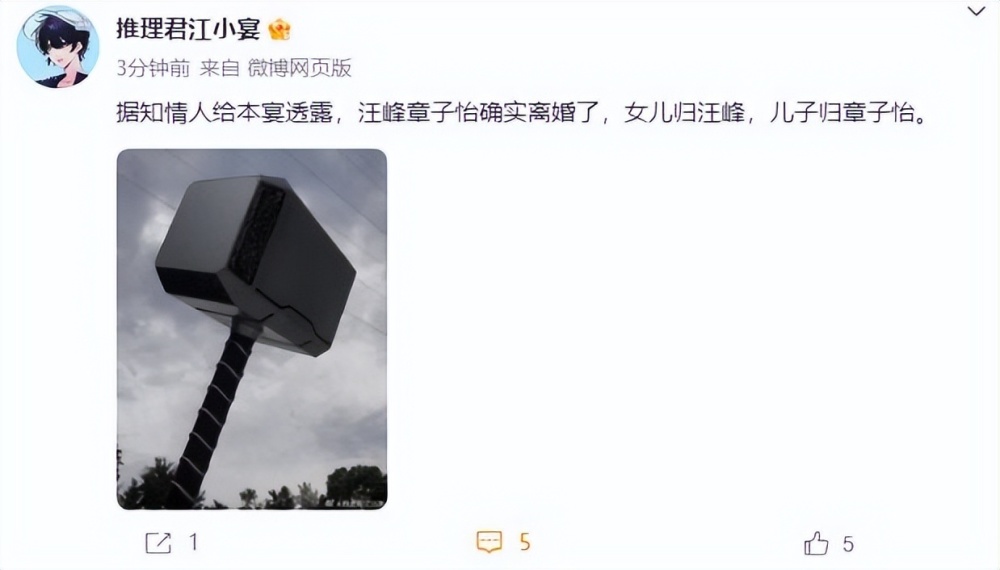 推理君江小宴
3分钟前 来自 微博网页版
据知情人给本宴透露，汪峰章子怡确实离婚了，女儿归汪峰，儿子归章子怡。
1
5
5